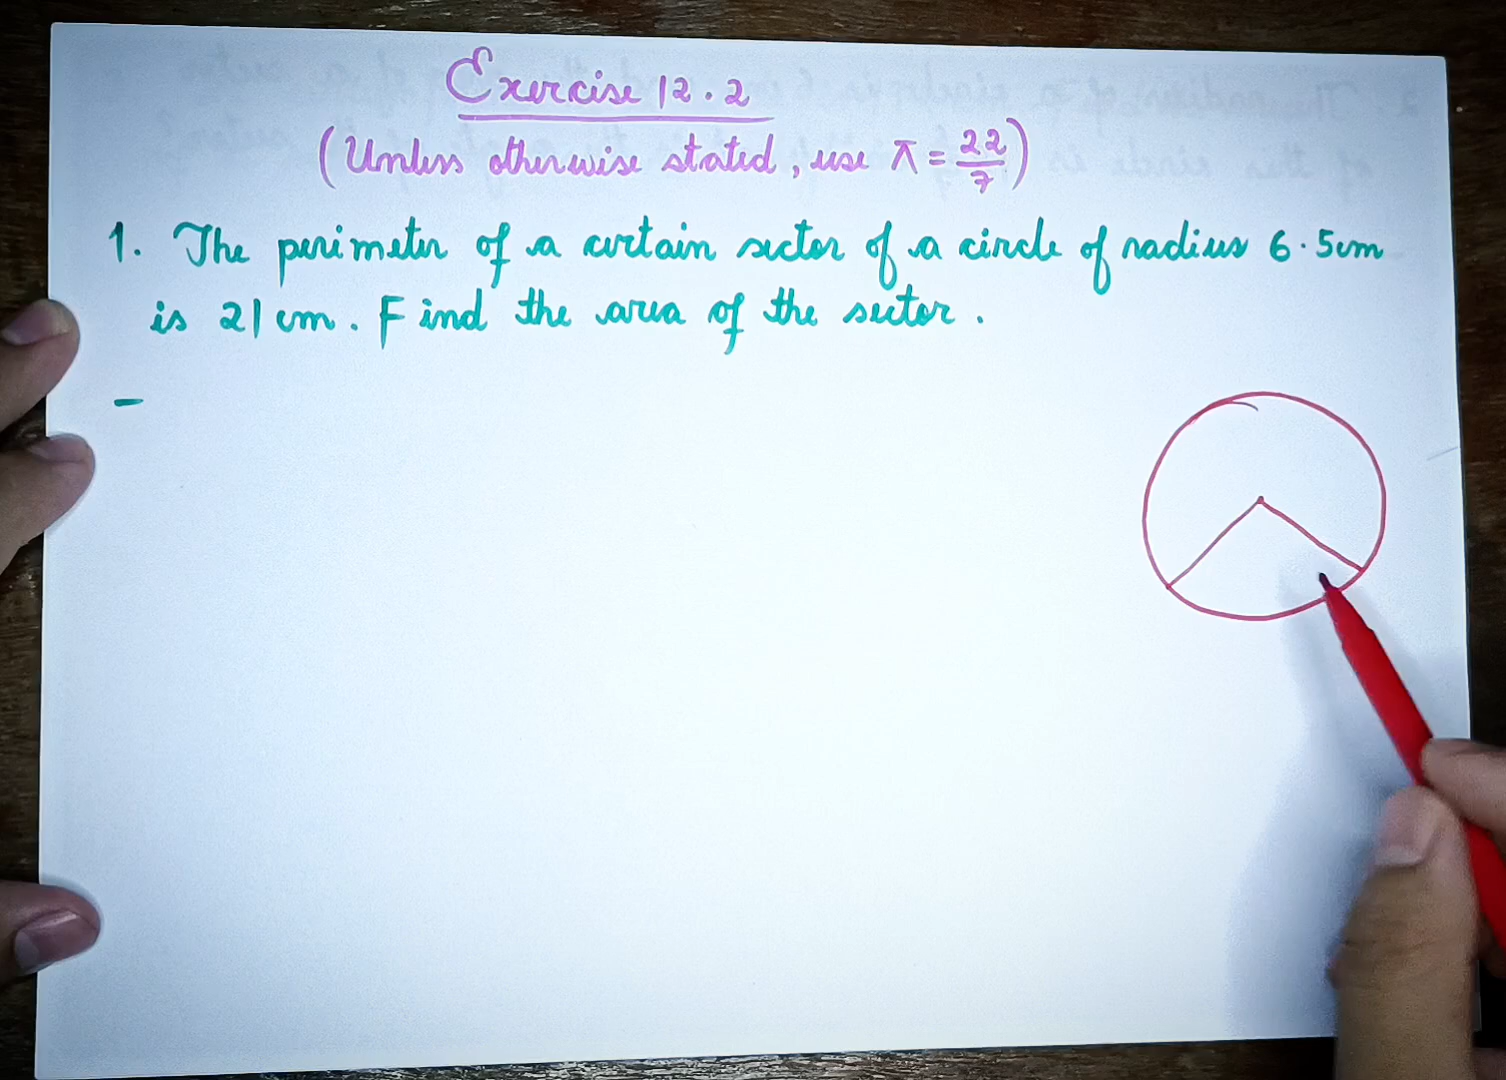 Exercise 12.2
(Unless otherwise stated, use π = 22/7)
1. The perimeter of a certain sector of a circle of radius 6.5cm
is 21 cm. Find the area of the sector.
-